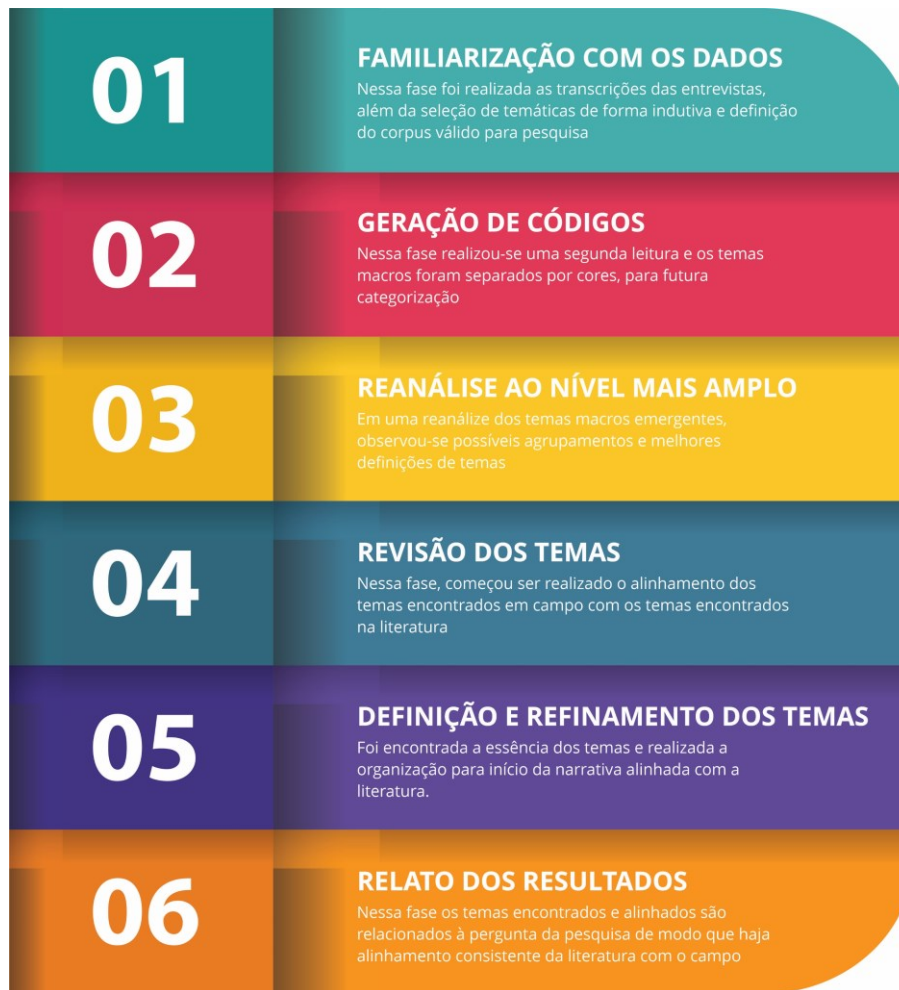 01
FAMILIARIZAÇÃO COM OS DADOS
Nessa fase foi realizada as transcrições das entrevistas,
além da seleção de temáticas de forma indutiva e definição
do corpus válido para pesquisa
02
GERAÇÃO DE CÓDIGOS
Nessa fase realizou-se uma segunda leitura e os temas
macros foram separados por cores, para futura
categorização
03
REANÁLISE AO NÍVEL MAIS AMPLO
Em uma reanálize dos temas macros emergentes,
observou-se possíveis agrupamentos e melhores
definições de temas
04
REVISÃO DOS TEMAS
Nessa fase, começou ser realizado o alinhamento dos
temas encontrados em campo com os temas encontrados
na literatura
05
DEFINIÇÃO E REFINAMENTO DOS TEMAS
Foi encontrada a essência dos temas e realizada a
organização para início da narrativa alinhada com a
literatura.
06
RELATO DOS RESULTADOS
Nessa fase os temas encontrados e alinhados são
relacionados à pergunta da pesquisa de modo que haja
alinhamento consistente da literatura com o campo